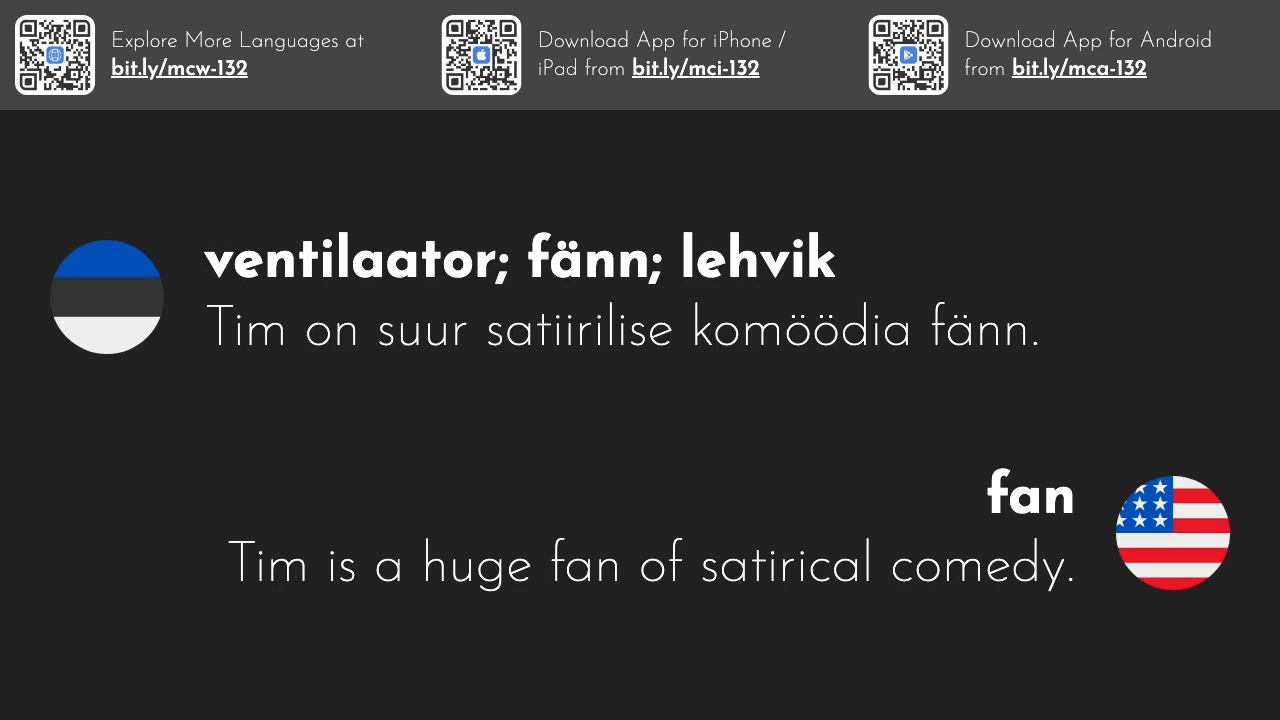 Explore More Languages at
bit.ly/mcw-132
Download App for iPhone /
iPad from bit.ly/mci-132
Download App for Android
from bit.ly/mca-132
ventilaator; fänn; lehvik
Tim on suur satiirilise komöödia fänn.
fan
Tim is a huge fan of satirical comedy.